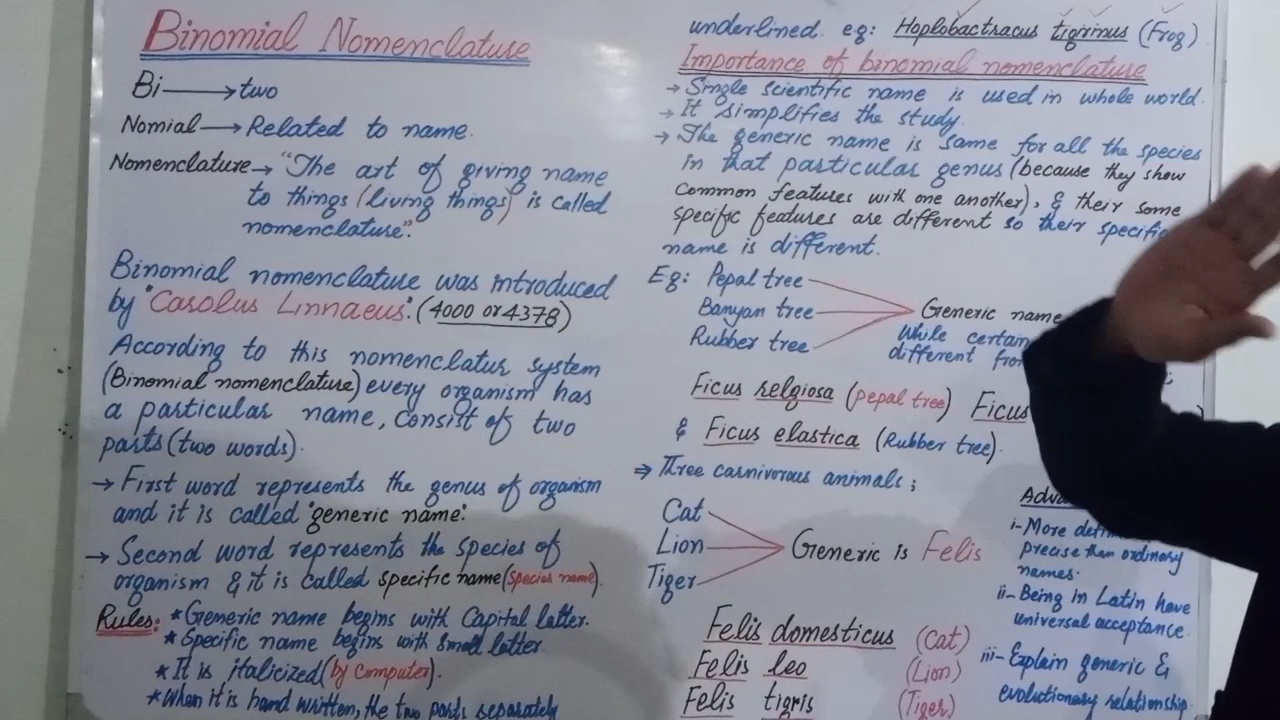 Binomial Nomenclature
Bi → two
Nomial → Related to name.
Nomenclature → "The art of giving name
to things (living things) is called
nomenclature".
Binomial nomenclature was introduced
by "Carolus Linnaeus". (4000 or 4378)
According to this nomenclatur system
(Binomial nomenclature) every organism has
a particular name, consist of two
parts (two words).
→ First word represents the genus of organism
and it is called "generic name".
→ Second word represents the species of
organism & it is called specific name (species name).
Rules: * Generic name begins with Capital latter.
* Specific name begins with small latter
* It is italicized (by computer).
* When it is hand written, the two parts separately
underlined. eg: Hoplobactracus tigrinus (Frog)
Importance of binomial nomenclature
→ Single scientific name is used in whole world.
→ It simplifies the study.
→ The generic name is same for all the species
in that particular genus (because they show
common features with one another), & their some
specific features are different so their specific
name is different.
Eg: Pepal tree
Banyan tree
Rubber tree
Generic name
While certain
different
Ficus relgiosa (pepal tree) Ficus
& Ficus elastica (Rubber tree).
⇒ Three carnivorous animals;
Cat
Lion
Tiger
Generic is Felis
Felis domesticus (Cat)
Felis leo (Lion)
Felis tigris (Tiger)
i- More
precise than ordinary
names.
ii- Being in Latin have
universal acceptance.
iii- Explain generic &
evolutionary relationship.